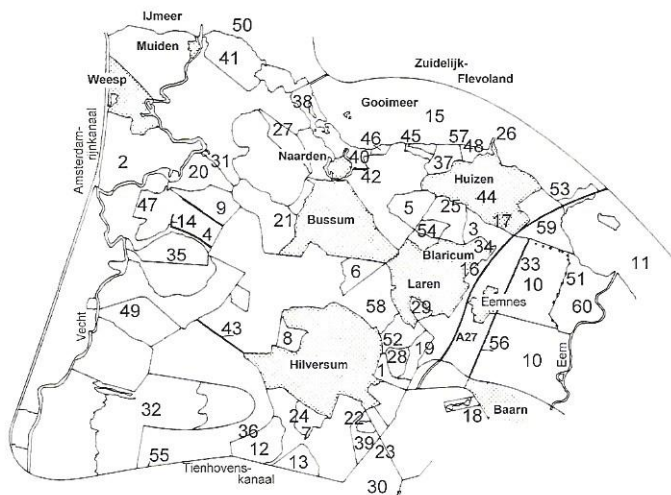 IJmeer
50
Muiden
41
Zuidelijk-
Flevoland
Weesp
38
Gooimeer
15
27
26
46
45
57
48
Amsterdam-
rijnkanaal
2
31
20
Naarden
40
42
37
Huizen
44
53
47
9
21
Bussum
5
25
17
59
14
4
54
3
34
Blaricum
35
6
16
33
10
51
11
Laren
58
29
Eemnes
60
Vecht
49
43
8
52
28
19
A27
56
10
Eem
Hilversum
1
32
24
22
18
Baarn
36
7
12
13
39
23
55
Tienhovens-
kanaal
30